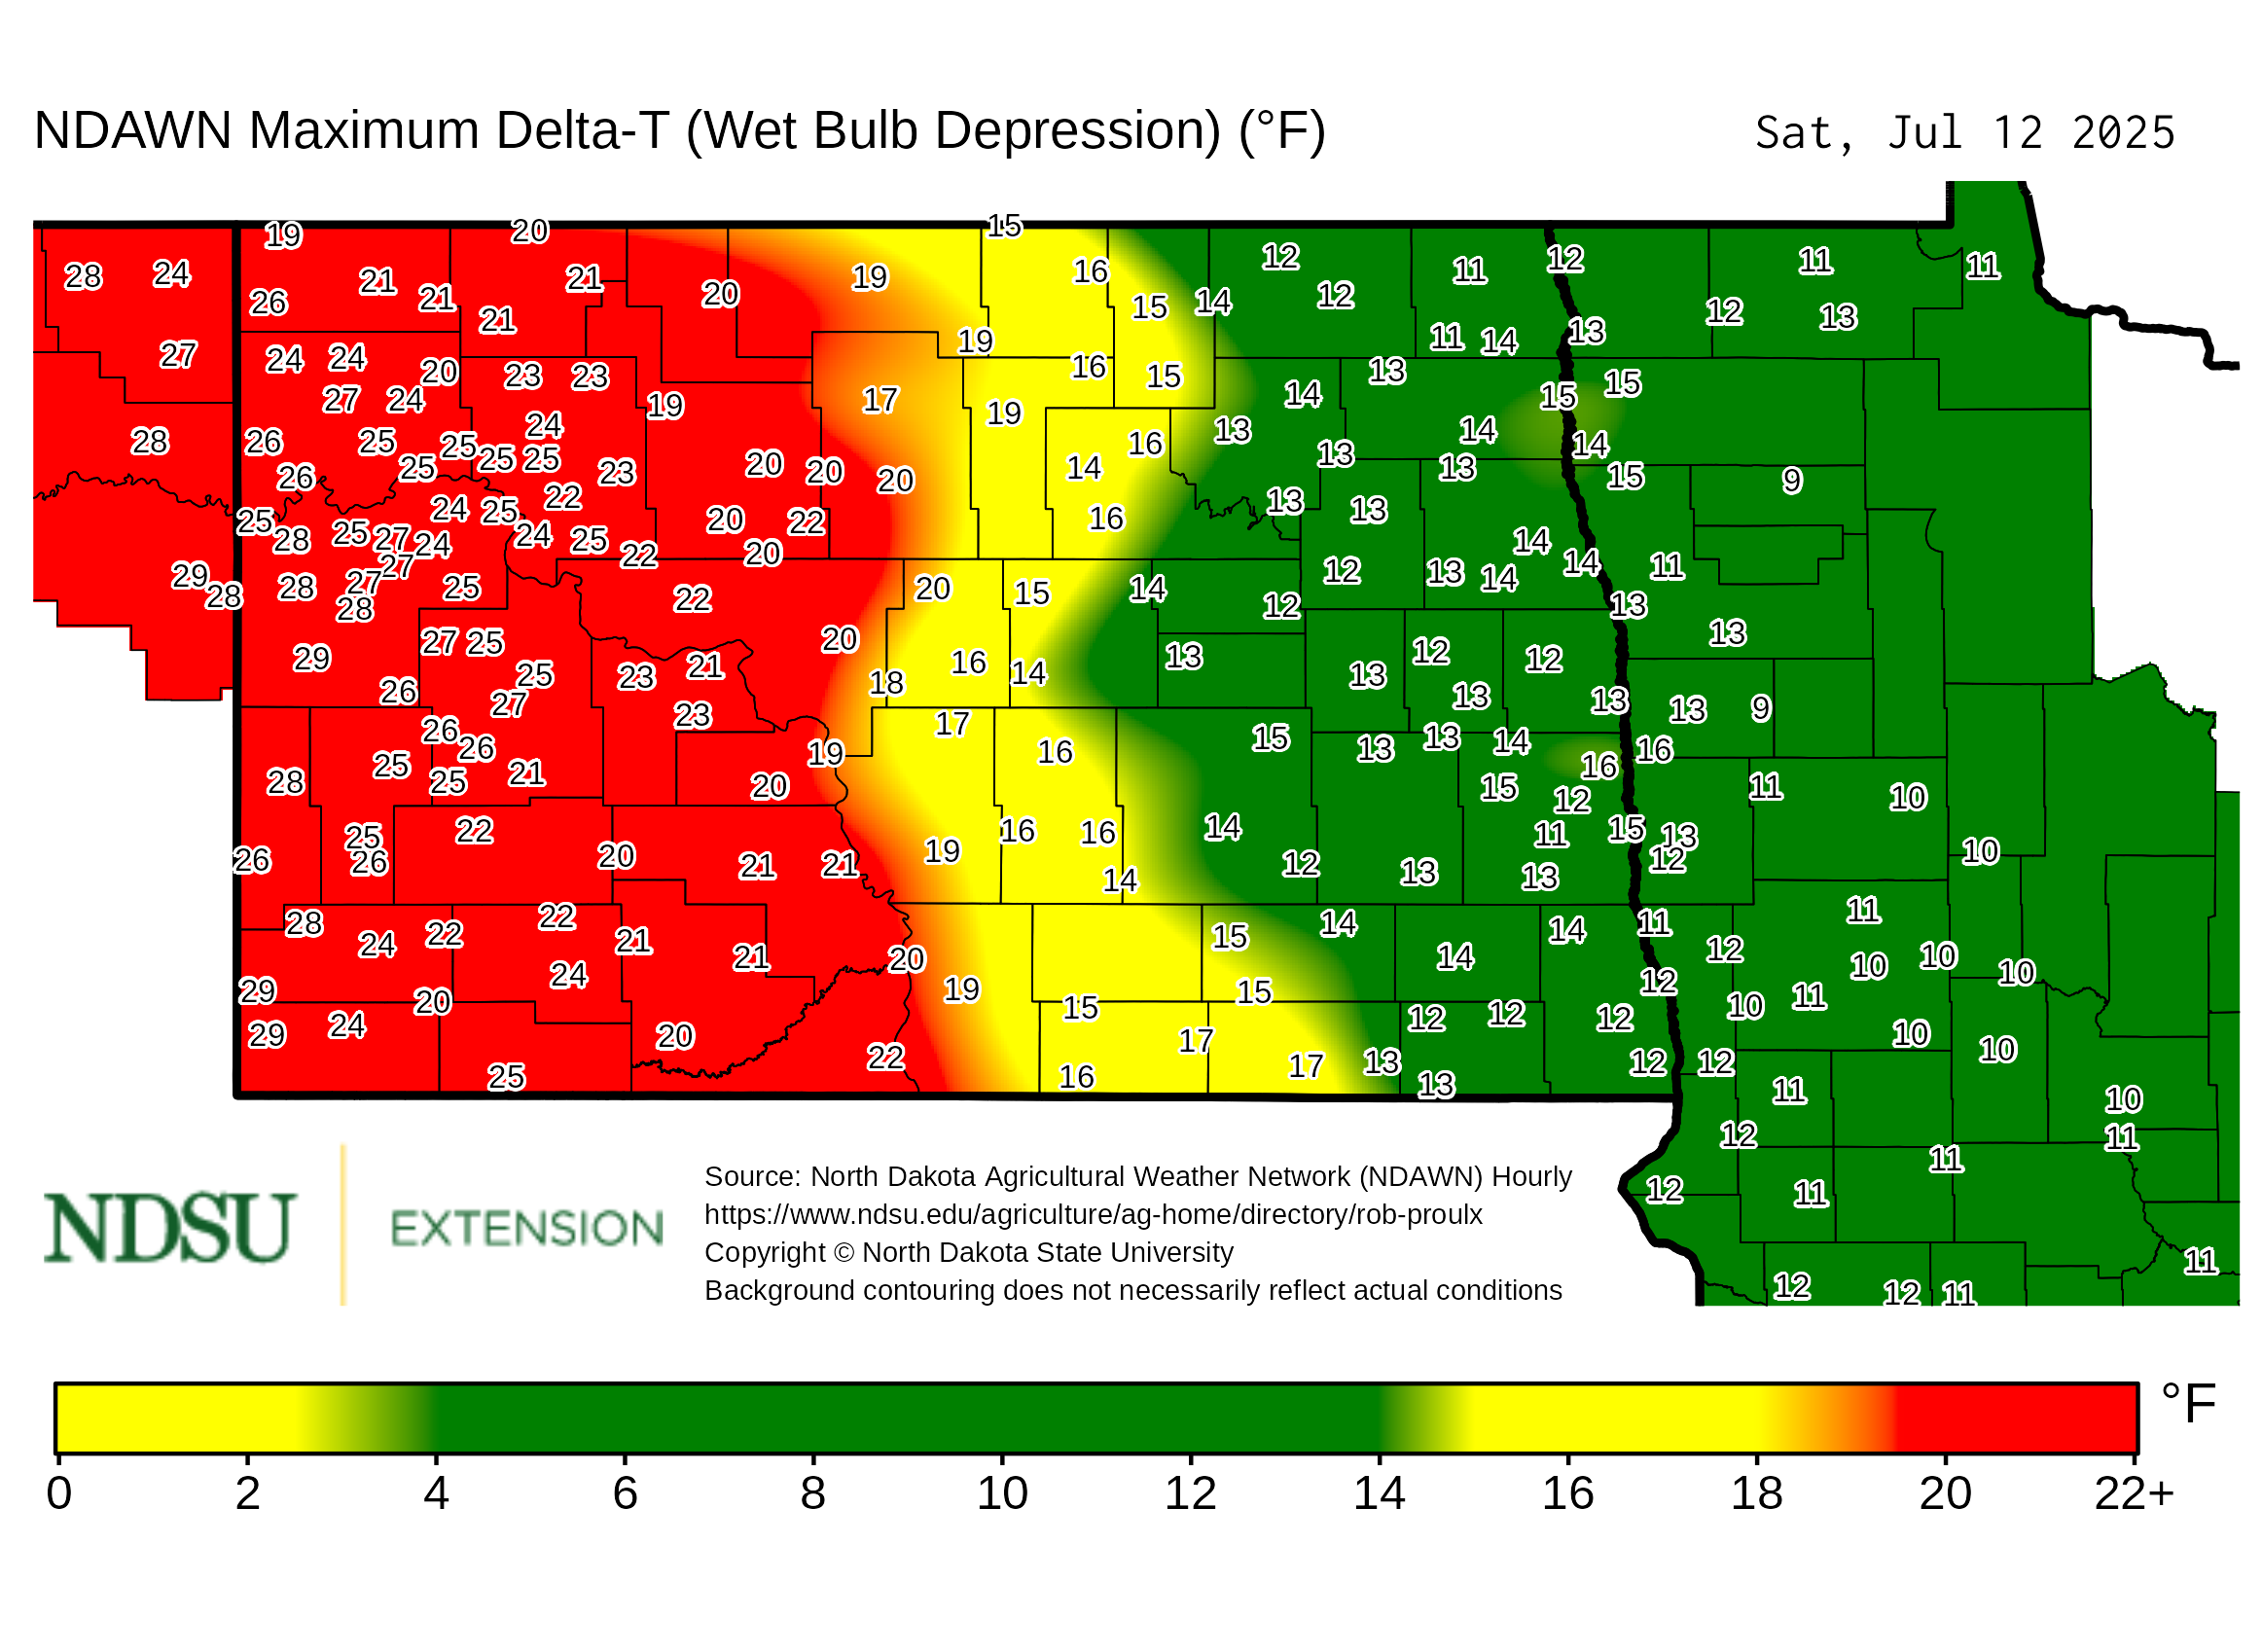 NDAWN Maximum Delta-T (Wet Bulb Depression) (°F) Sat, Jul 12 2025
15
19 20
12 12 11
28 24 21 21 19 16 11 11
26 21 20 12 15 14 12 13
21 19 11 14 13
27 24 24 20 23 23 16 15 13
27 24 19 17 19 14 15 15
28 26 25 25 24 16 13 14 14
26 25 25 25 23 20 20 20 14 13 13 15 9
25 24 25 22 20 22 16 13 13
28 25 27 24 24 25 22 20 14 14
29 28 28 27 27 28 25 22 20 15 14 12 12 13 14 11
13
29 27 25 20 13 12 12 13
26 25 27 23 21 18 16 14 13 13 13 13 9
26 26 23 17 15 13 14
28 25 25 21 20 19 16 13 16 16
15 12 11 10
25 22 19 16 16 14 11 15 13
26 26 20 21 21 14 12 13 13 12 10
28 24 22 22 21 15 14 14 11 11
29 24 21 20 15 14 12 10 10
20 19 12 10
29 24 20 15 12 12 12 10 11 10
25 22 16 17 17 13 13 12 12 10
11 10
12 11
12 11 11
11
12 12 11
NDSU EXTENSION
Source: North Dakota Agricultural Weather Network (NDAWN) Hourly
https://www.ndsu.edu/agriculture/ag-home/directory/rob-proulx
Copyright © North Dakota State University
Background contouring does not necessarily reflect actual conditions
°F
0 2 4 6 8 10 12 14 16 18 20 22+